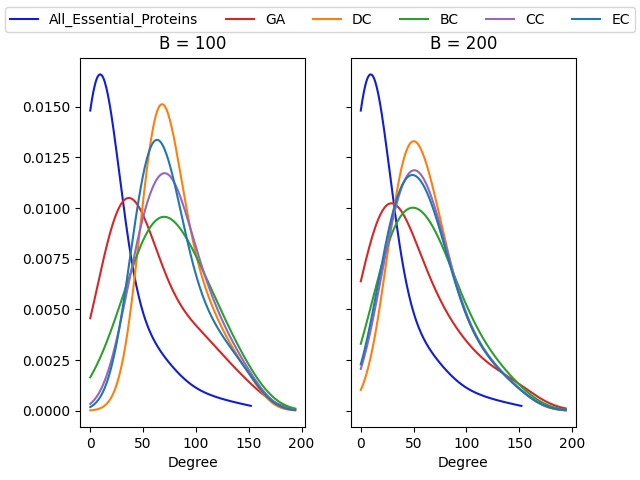 All_Essential_Proteins GA DC BC CC EC
B = 100 B = 200
0.0150
0.0125
0.0100
0.0075
0.0050
0.0025
0.0000
0 50 100 150 200 0 50 100 150 200
Degree Degree